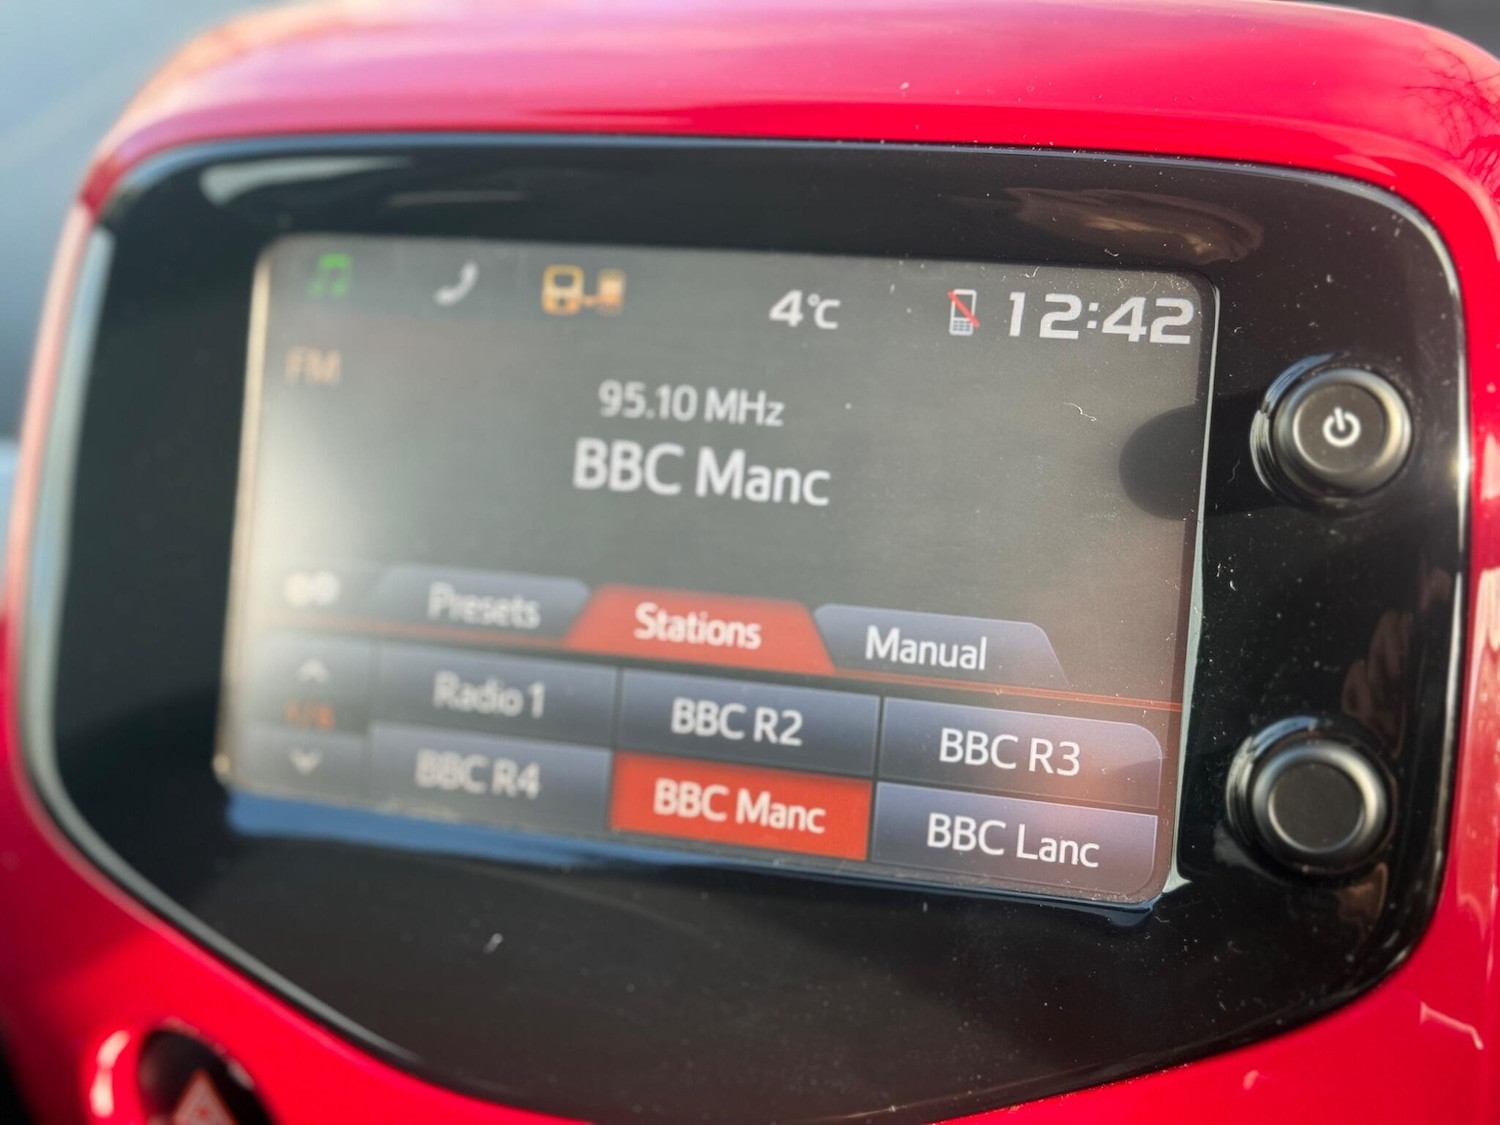 4°C 12:42
FM
95.10 MHz
BBC Manc
Presets Stations Manual
Radio 1 BBC R2 BBC R3
BBC R4 BBC Manc BBC Lanc